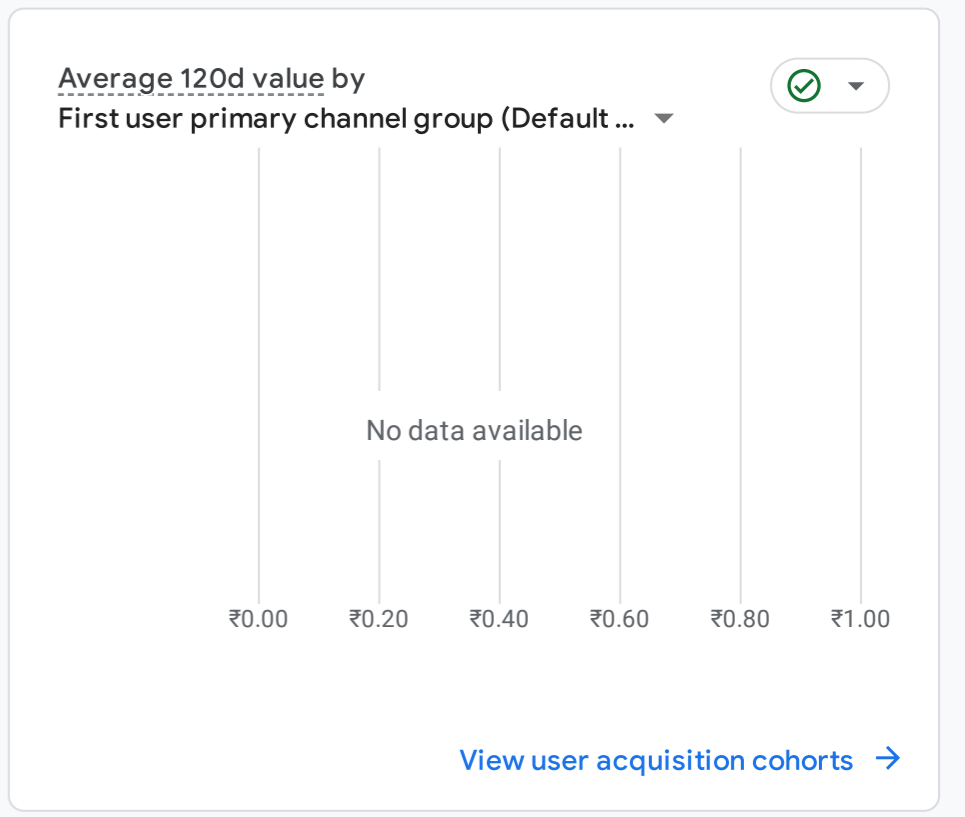 Average 120d value by
First user primary channel group (Default ...
No data available
₹0.00 ₹0.20 ₹0.40 ₹0.60 ₹0.80 ₹1.00
View user acquisition cohorts